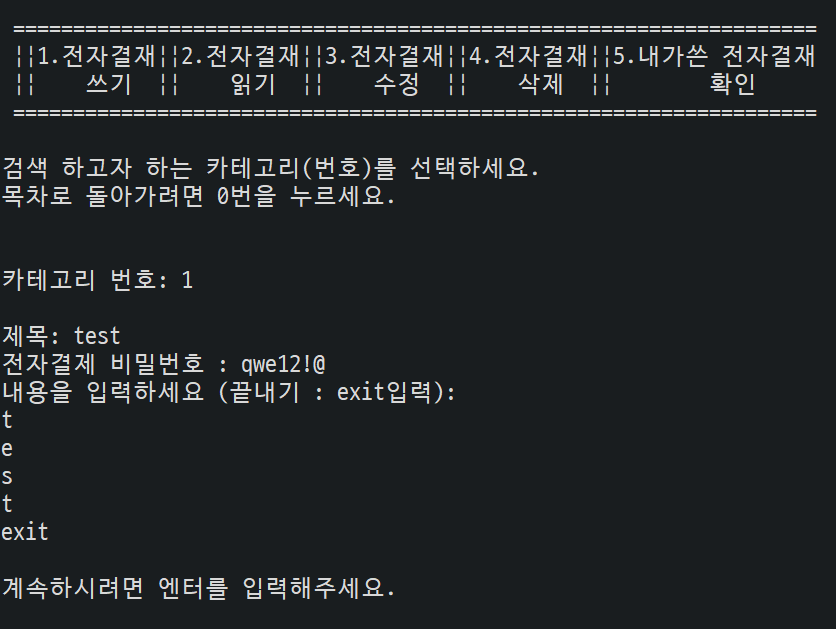 ===================================================================
¦¦1.전자결재¦¦2.전자결재¦¦3.전자결재¦¦4.전자결재¦¦5.내가쓴 전자결재
¦¦    쓰기  ¦¦    읽기  ¦¦    수정  ¦¦    삭제  ¦¦        확인
===================================================================
검색 하고자 하는 카테고리(번호)를 선택하세요.
목차로 돌아가려면 0번을 누르세요.
카테고리 번호: 1
제목: test
전자결제 비밀번호 : qwe12!@
내용을 입력하세요 (끝내기 : exit입력):
t
e
s
t
exit
계속하시려면 엔터를 입력해주세요.